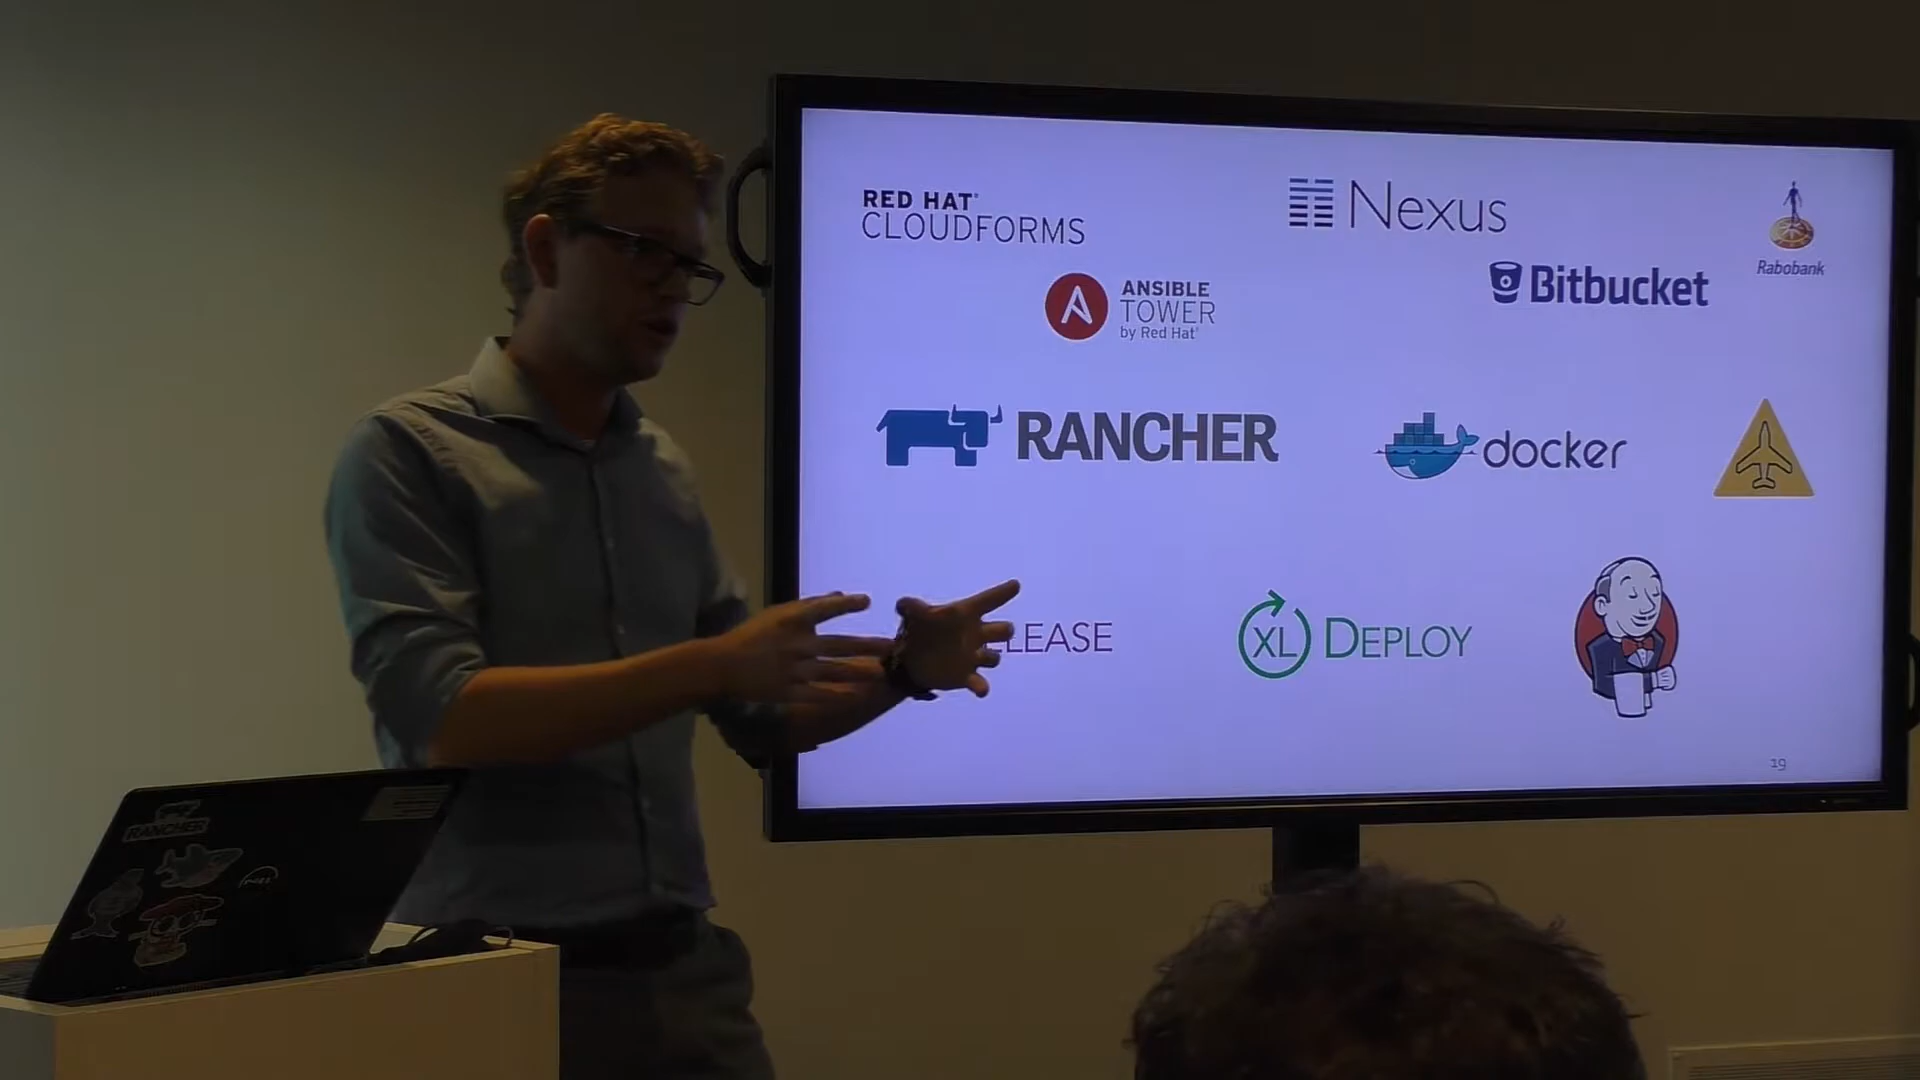 RED HAT®
CLOUDFORMS
Nexus
Rabobank
Bitbucket
A ANSIBLE
TOWER
by Red Hat®
RANCHER
docker
LEASE
XL DEPLOY
19
RANCHER